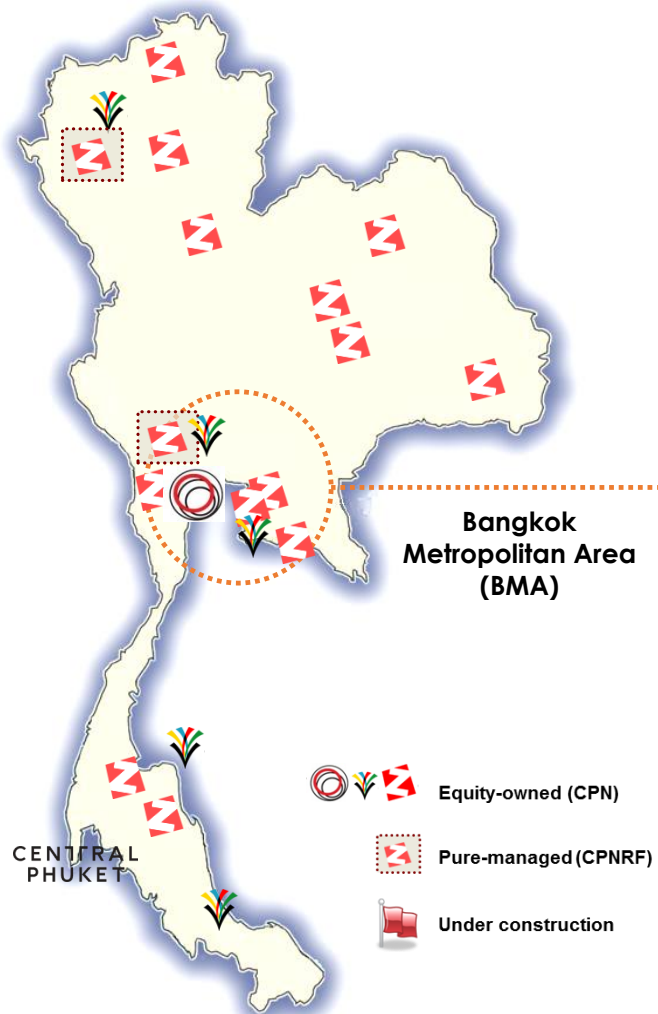 Bangkok
Metropolitan Area
(BMA)
Equity-owned (CPN)
CENTRAL
PHUKET
Pure-managed (CPNRF)
Under construction